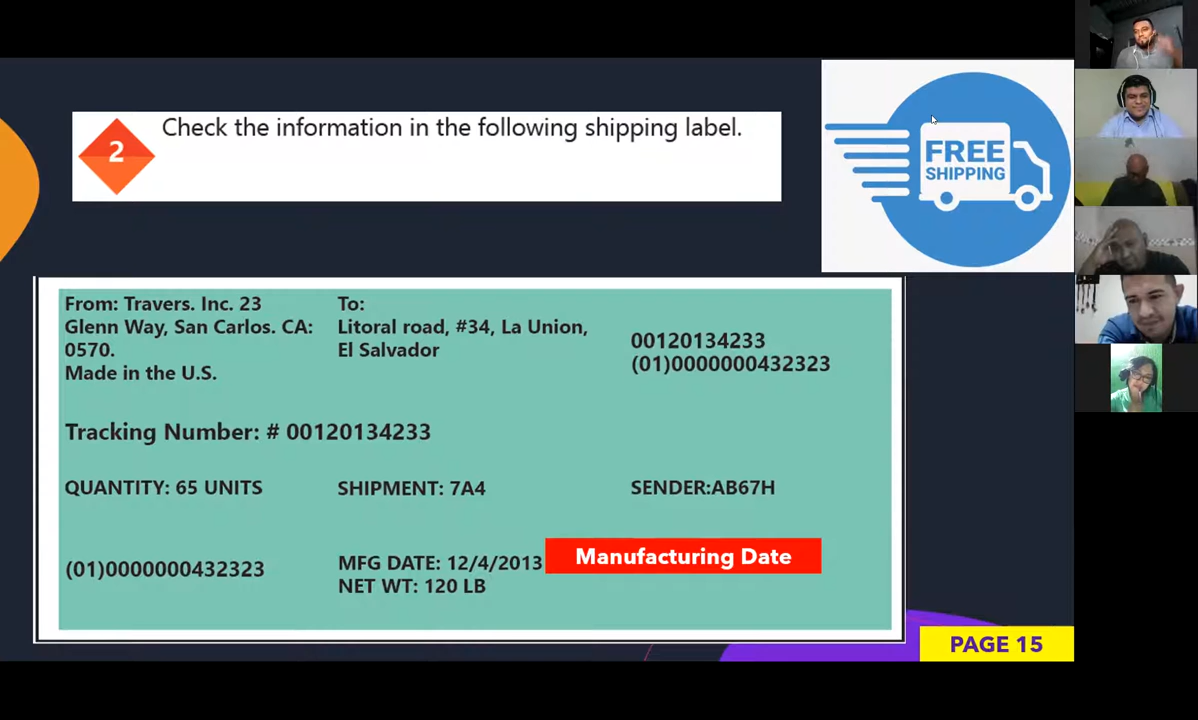 2
Check the information in the following shipping label.
FREE
SHIPPING
From: Travers. Inc. 23
Glenn Way, San Carlos. CA:
0570.
Made in the U.S.
To:
Litoral road, #34, La Union,
El Salvador
00120134233
(01)0000000432323
Tracking Number: # 00120134233
QUANTITY: 65 UNITS
SHIPMENT: 7A4
SENDER:AB67H
(01)0000000432323
MFG DATE: 12/4/2013
NET WT: 120 LB
Manufacturing Date
PAGE 15